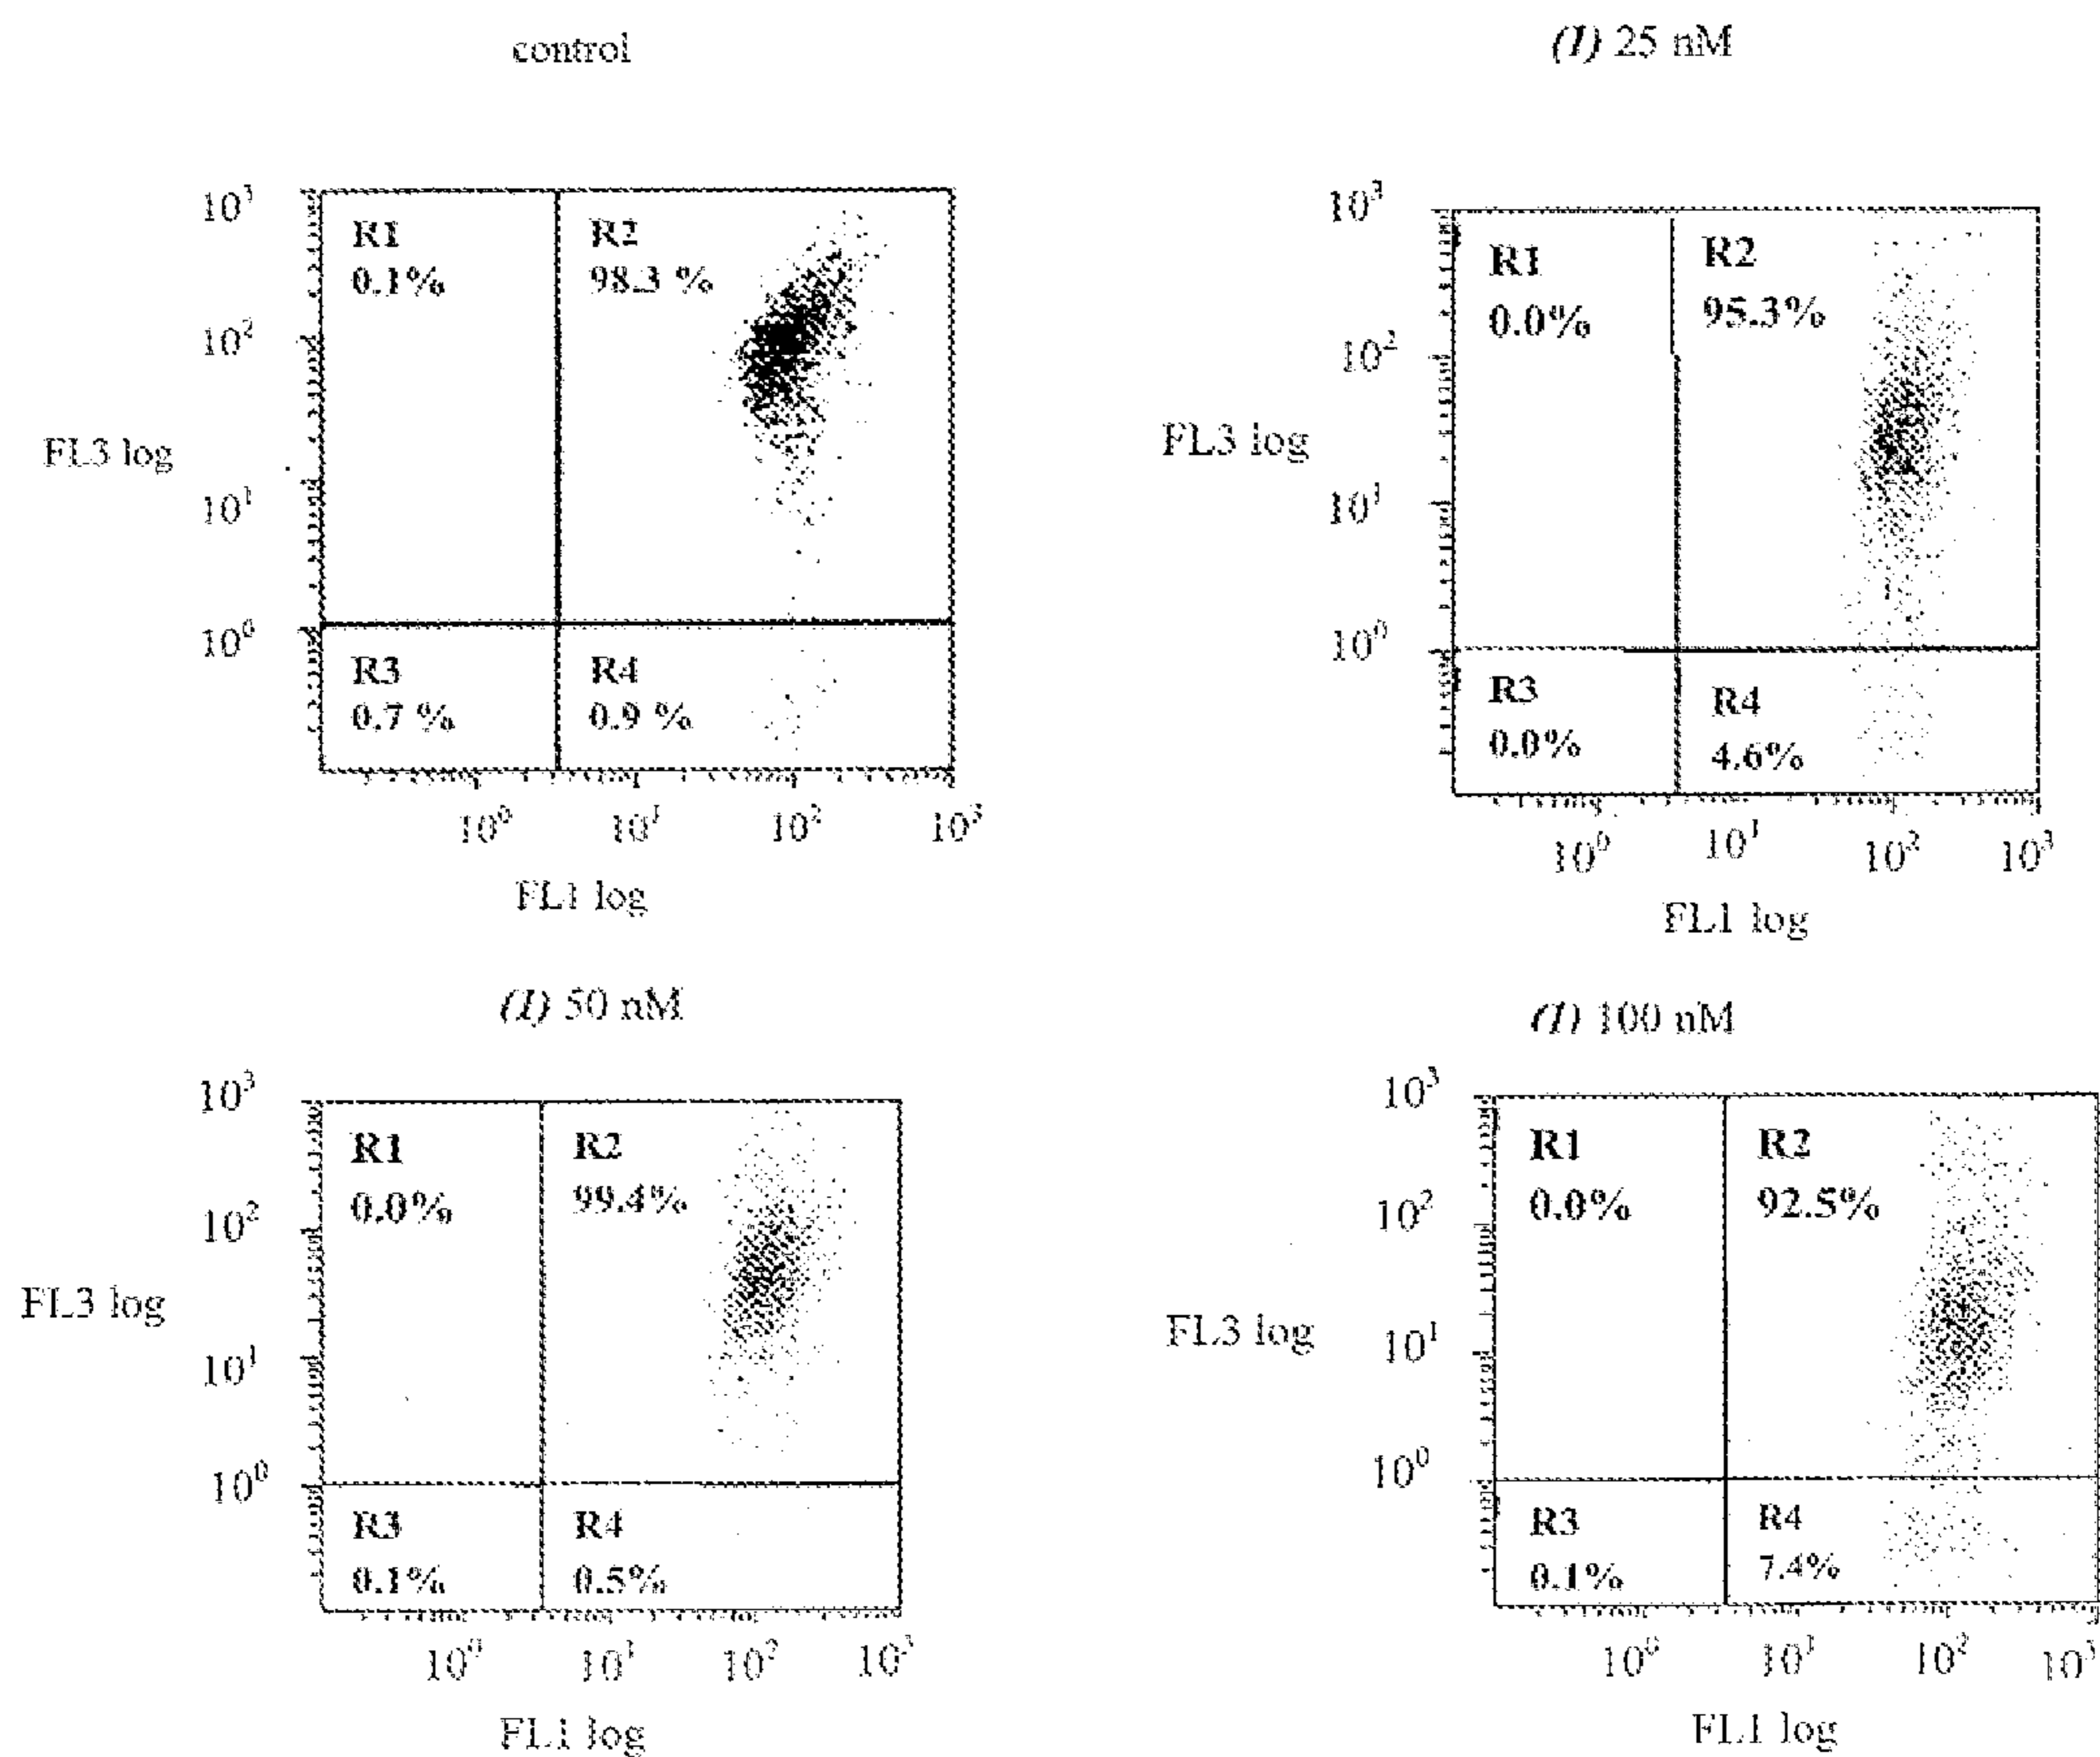 control
10³
R1
0.1%
R2
98.3 %
10²
FL3 log
10¹
10⁰
R3
0.7 %
R4
0.9 %
10⁰ 10¹ 10² 10³
FL1 log
(1) 25 nM
10³
R1
0.0%
R2
95.3%
10²
FL3 log
10¹
10⁰
R3
0.0%
R4
4.6%
10⁰ 10¹ 10² 10³
FL1 log
(1) 50 nM
10³
R1
0.0%
R2
99.4%
10²
FL3 log
10¹
10⁰
R3
0.1%
R4
0.5%
10⁰ 10¹ 10² 10³
FL1 log
(1) 100 nM
10³
R1
0.0%
R2
92.5%
10²
FL3 log
10¹
10⁰
R3
0.1%
R4
7.4%
10⁰ 10¹ 10² 10³
FL1 log